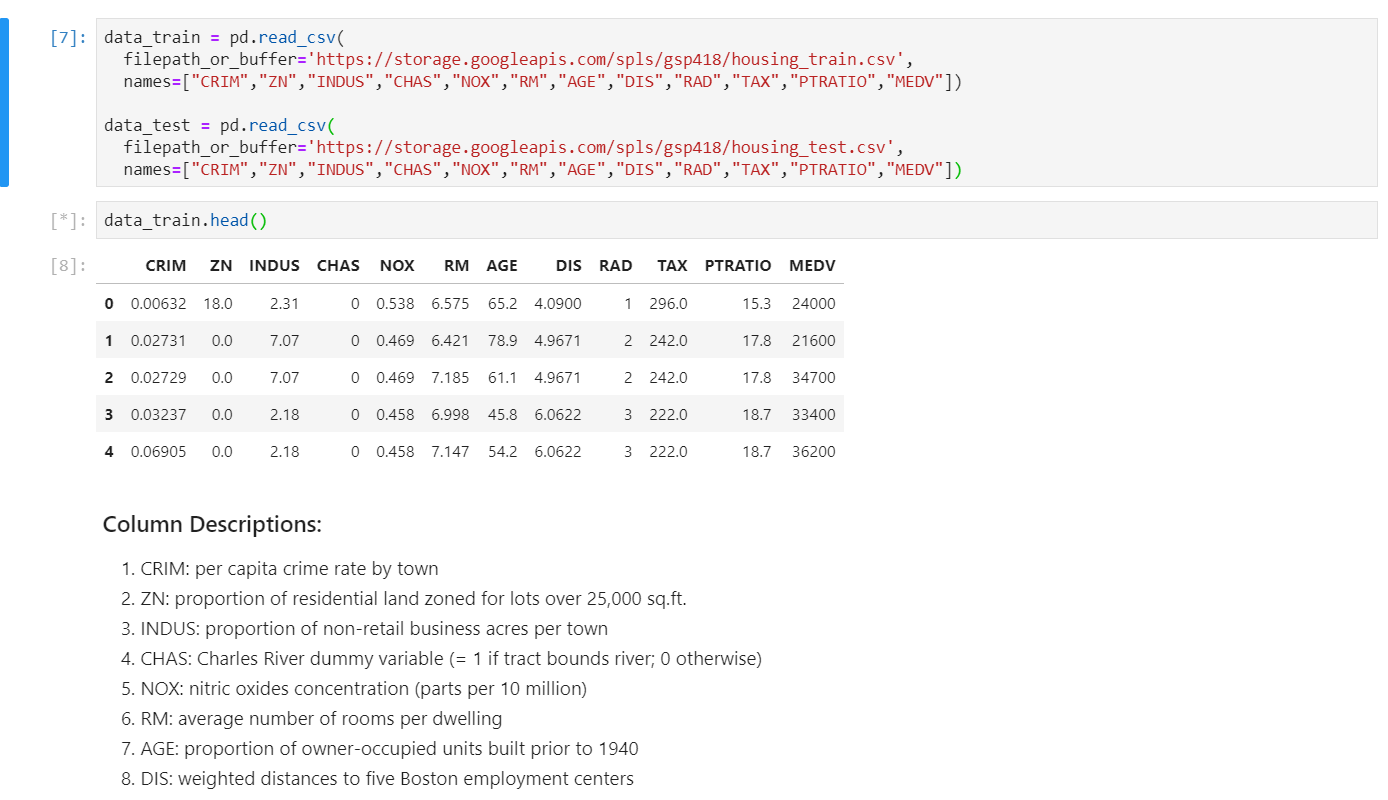 [7]: data_train = pd.read_csv(
filepath_or_buffer='https://storage.googleapis.com/spls/gsp418/housing_train.csv',
names=["CRIM","ZN","INDUS","CHAS","NOX","RM","AGE","DIS","RAD","TAX","PTRATIO","MEDV"])
data_test = pd.read_csv(
filepath_or_buffer='https://storage.googleapis.com/spls/gsp418/housing_test.csv',
names=["CRIM","ZN","INDUS","CHAS","NOX","RM","AGE","DIS","RAD","TAX","PTRATIO","MEDV"])
[*]: data_train.head()
[8]: CRIM ZN INDUS CHAS NOX RM AGE DIS RAD TAX PTRATIO MEDV
0 0.00632 18.0 2.31 0 0.538 6.575 65.2 4.0900 1 296.0 15.3 24000
1 0.02731 0.0 7.07 0 0.469 6.421 78.9 4.9671 2 242.0 17.8 21600
2 0.02729 0.0 7.07 0 0.469 7.185 61.1 4.9671 2 242.0 17.8 34700
3 0.03237 0.0 2.18 0 0.458 6.998 45.8 6.0622 3 222.0 18.7 33400
4 0.06905 0.0 2.18 0 0.458 7.147 54.2 6.0622 3 222.0 18.7 36200
Column Descriptions:
1. CRIM: per capita crime rate by town
2. ZN: proportion of residential land zoned for lots over 25,000 sq.ft.
3. INDUS: proportion of non-retail business acres per town
4. CHAS: Charles River dummy variable (= 1 if tract bounds river; 0 otherwise)
5. NOX: nitric oxides concentration (parts per 10 million)
6. RM: average number of rooms per dwelling
7. AGE: proportion of owner-occupied units built prior to 1940
8. DIS: weighted distances to five Boston employment centers